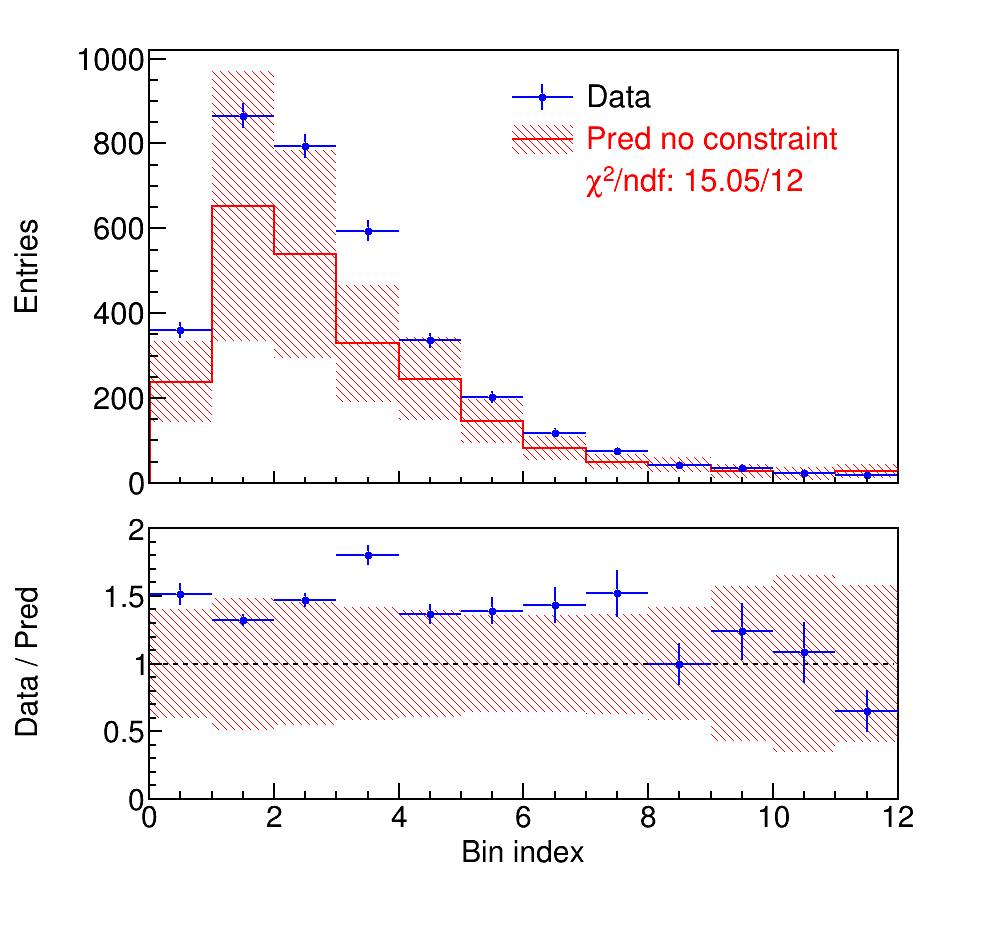 1000
800
600
400
200
0
Entries
Data
Pred no constraint
χ²/ndf: 15.05/12
2
1.5
1
0.5
0
Data / Pred
0 2 4 6 8 10 12
Bin index